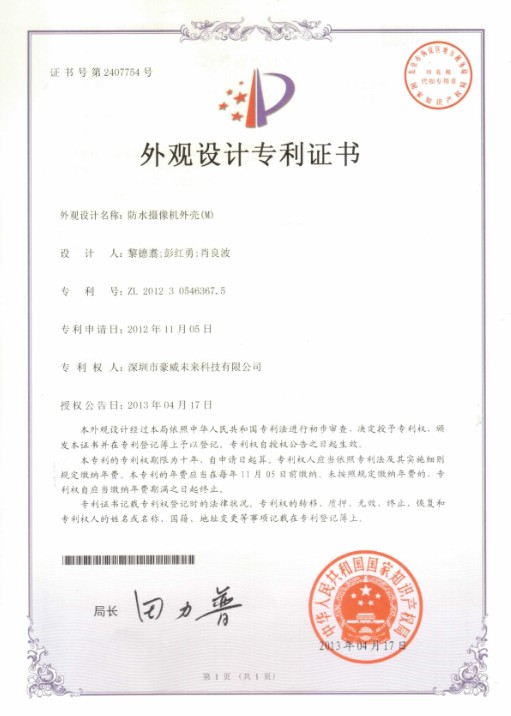 证书号第2407754号
外观设计专利证书
外观设计名称：防水摄像机外壳(M)
设计人：黎德翥;彭红勇;肖良波
专利号：ZL 2012 3 0546367.5
专利申请日：2012年11月05日
专利权人：深圳市豪威未来科技有限公司
授权公告日：2013年04月17日
本外观设计经过本局依照中华人民共和国专利法进行初步审查，决定授予专利权，颁
发本证书并在专利登记簿上予以登记。专利权自授权公告之日起生效。
本专利的专利权期限为十年，自申请日起算。专利权人应当依照专利法及其实施细则
规定缴纳年费。本专利的年费应当在每年11月05日前缴纳。未按照规定缴纳年费的，专
利权自应当缴纳年费期满之日起终止。
专利证书记载专利权登记时的法律状况。专利权的转移、质押、无效、终止、恢复和
专利权人的姓名或名称、国籍、地址变更等事项记载在专利登记簿上。
局长 田力普
中华人民共和国国家知识产权局
2013年04月17日
第1页（共1页）